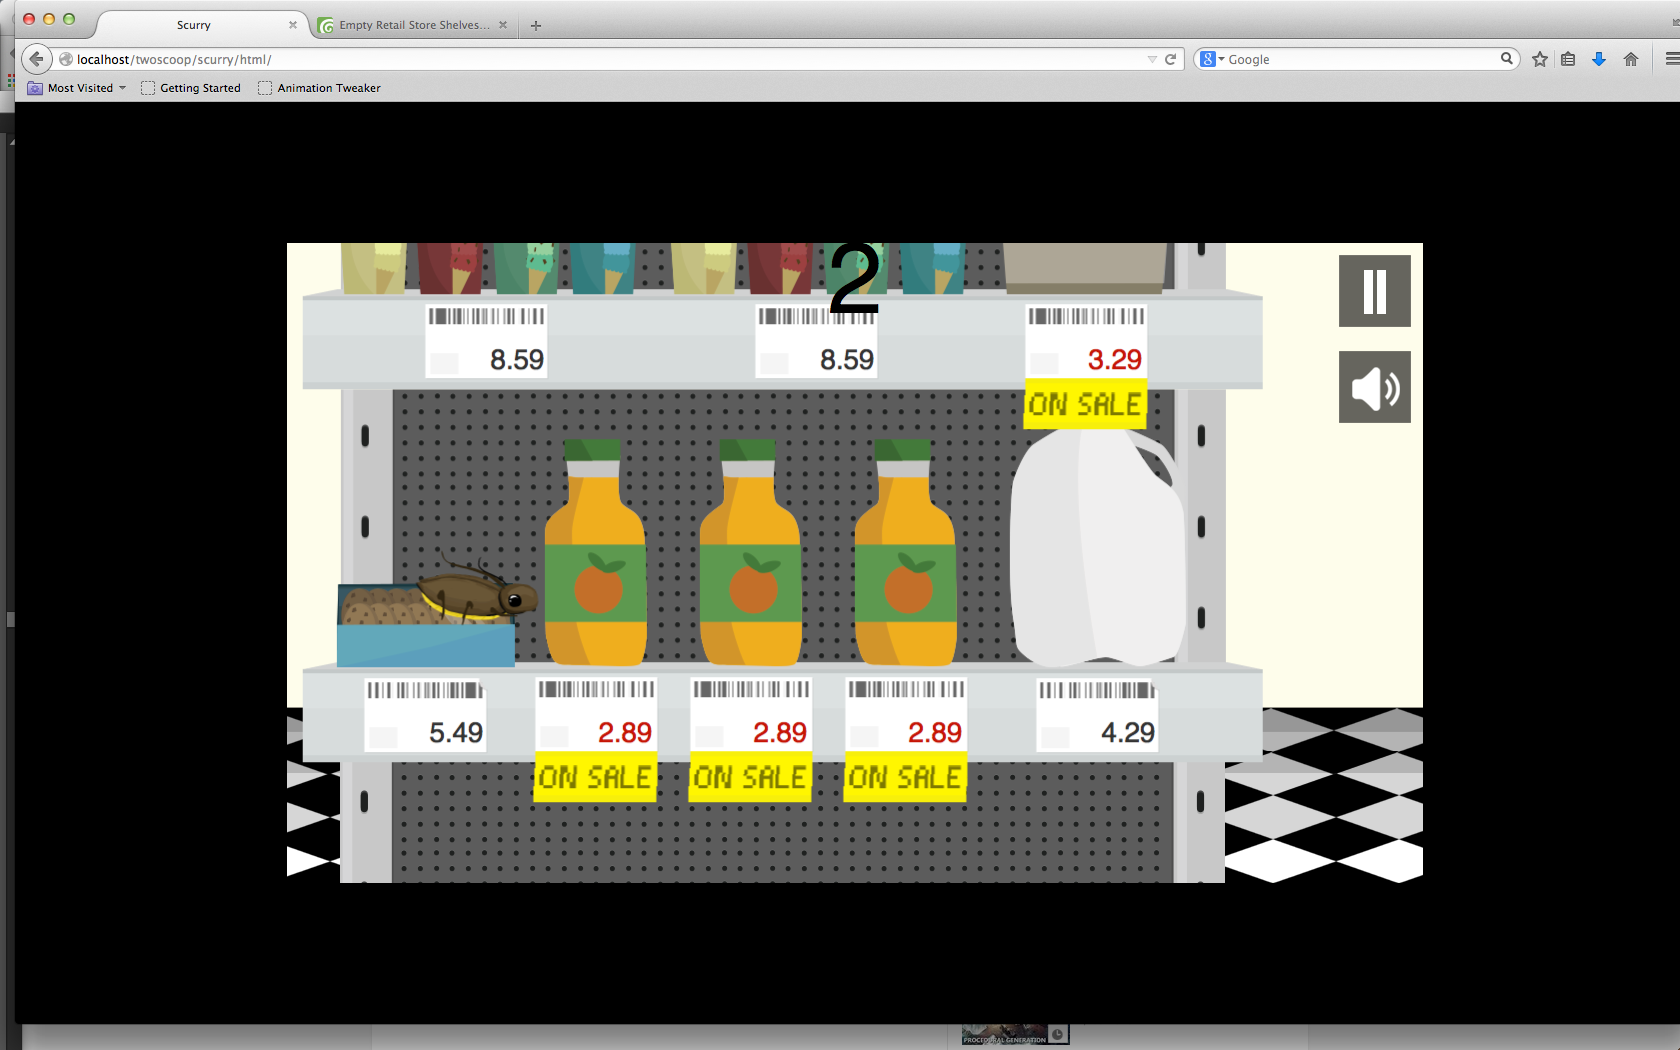 Scurry
Empty Retail Store Shelves...
localhost/twoscoop/scurry/html/
Google
Most Visited
Getting Started
Animation Tweaker
2
8.59
8.59
3.29
ON SALE
5.49
2.89
2.89
2.89
4.29
ON SALE
ON SALE
ON SALE
PROCEDURAL GENERATION